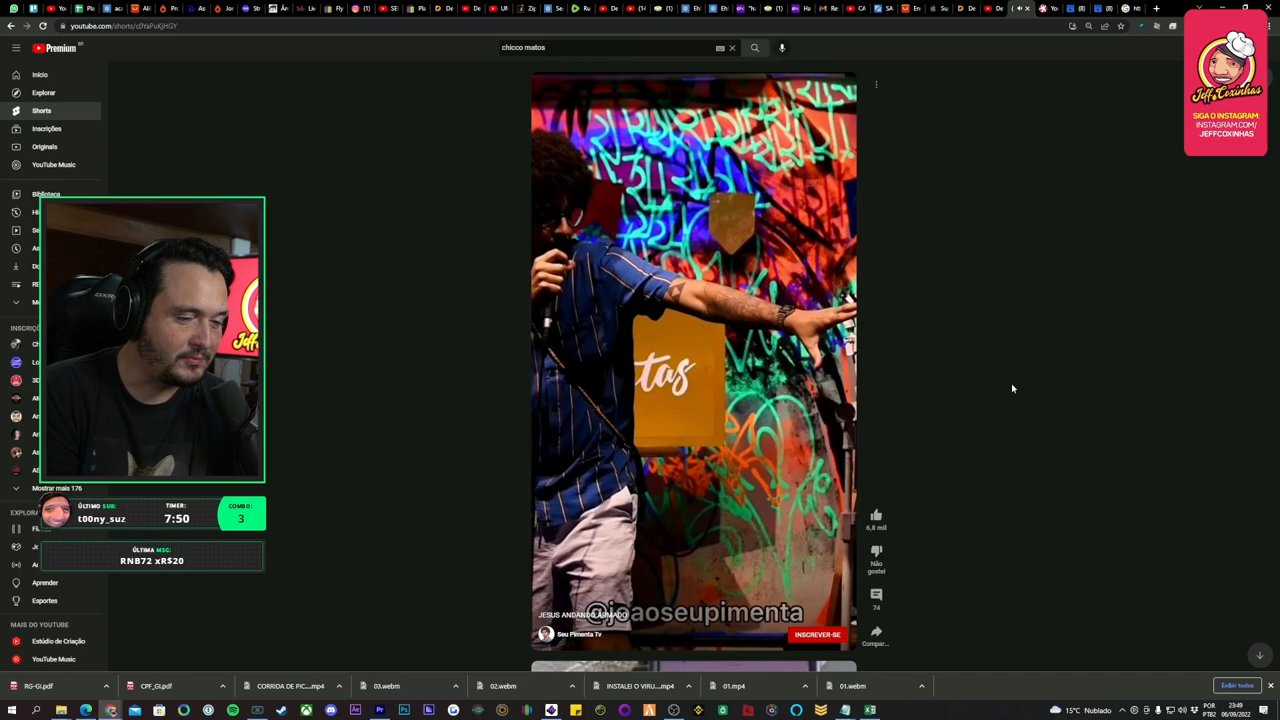 youtube.com/shorts/c0YaPuKjHGY
Premium
BR
chicco matos
Início
Explorar
Shorts
Inscrições
Originals
YouTube Music
Biblioteca
Mostrar mais 176
Aprender
Esportes
MAIS DO YOUTUBE
Estúdio de Criação
YouTube Music
ÚLTIMO SUB:
t00ny_suz
TIMER:
7:50
COMBO:
3
ÚLTIMA MSG:
RNB72 xR$20
tas
JESUS ANDANDO ARMADO
@joaoseupimenta
Seu Pimenta Tv
INSCREVER-SE
6,8 mil
Não
gostei
74
Compar...
Jeff Coxinhas
SIGA O INSTAGRAM:
INSTAGRAM.COM/
JEFFCOXINHAS
RG-GI.pdf
CPF_GI.pdf
CORRIDA DE PIC....mp4
03.webm
02.webm
INSTALEI O VIRU....mp4
01.mp4
01.webm
Exibir todos
15°C Nublado
POR
PTB2
23:49
06/09/2022